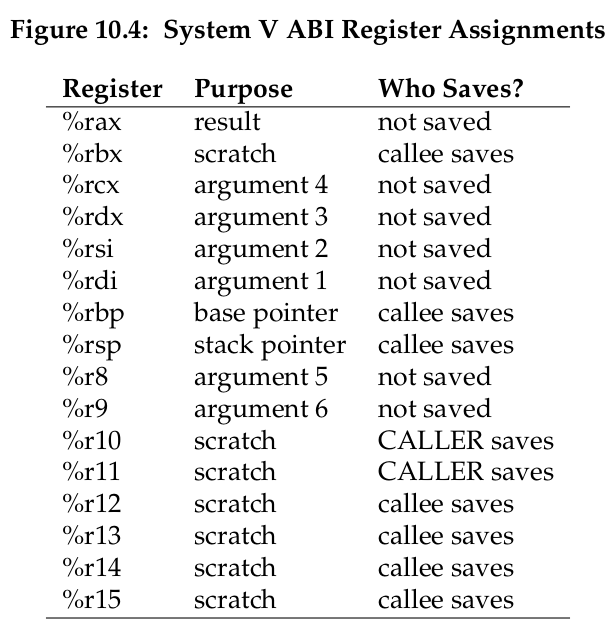 Figure 10.4: System V ABI Register Assignments
Register Purpose Who Saves?
%rax result not saved
%rbx scratch callee saves
%rcx argument 4 not saved
%rdx argument 3 not saved
%rsi argument 2 not saved
%rdi argument 1 not saved
%rbp base pointer callee saves
%rsp stack pointer callee saves
%r8 argument 5 not saved
%r9 argument 6 not saved
%r10 scratch CALLER saves
%r11 scratch CALLER saves
%r12 scratch callee saves
%r13 scratch callee saves
%r14 scratch callee saves
%r15 scratch callee saves